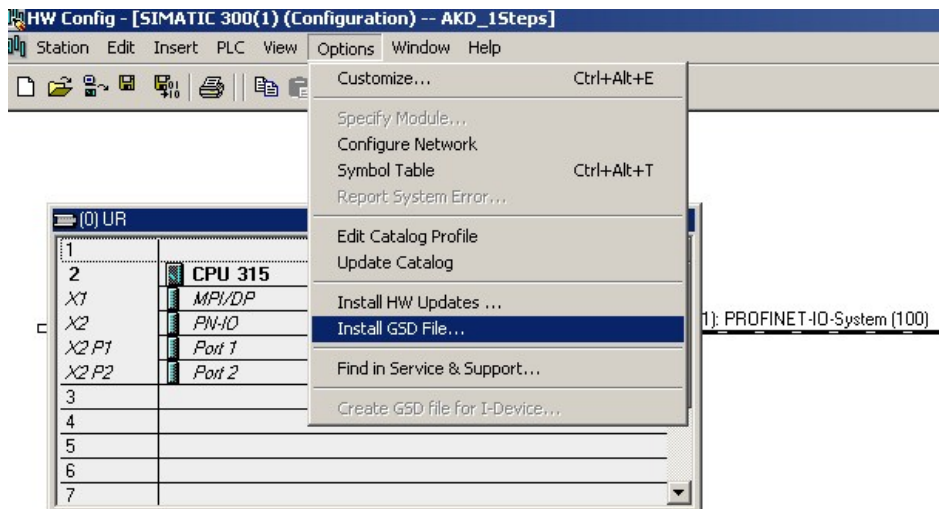 HW Config - [SIMATIC 300(1) (Configuration) -- AKD_1Steps]
Station Edit Insert PLC View Options Window Help
Customize... Ctrl+Alt+E
Specify Module...
Configure Network
Symbol Table Ctrl+Alt+T
Report System Error...
Edit Catalog Profile
Update Catalog
Install HW Updates ...
Install GSD File...
Find in Service & Support...
Create GSD file for I-Device...
(0) UR
1
2 CPU 315
X1 MPI/DP
X2 PN-IO
X2 P1 Port 1
X2 P2 Port 2
3
4
5
6
7
1): PROFINET-IO-System (100)